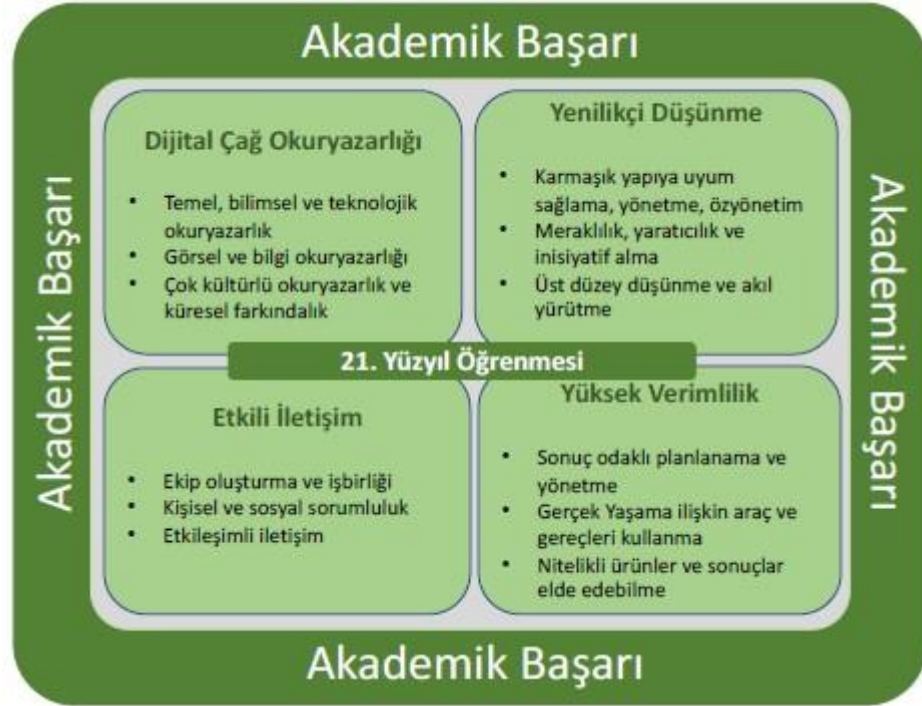 Akademik Başarı
Akademik Başarı
Dijital Çağ Okuryazarlığı
• Temel, bilimsel ve teknolojik
okuryazarlık
• Görsel ve bilgi okuryazarlığı
• Çok kültürlü okuryazarlık ve
küresel farkındalık
Yenilikçi Düşünme
• Karmaşık yapıya uyum
sağlama, yönetme, özyönetim
• Meraklılık, yaratıcılık ve
inisiyatif alma
• Üst düzey düşünme ve akıl
yürütme
21. Yüzyıl Öğrenmesi
Etkili İletişim
• Ekip oluşturma ve işbirliği
• Kişisel ve sosyal sorumluluk
• Etkileşimli iletişim
Yüksek Verimlilik
• Sonuç odaklı planlanama ve
yönetme
• Gerçek Yaşama ilişkin araç ve
gereçleri kullanma
• Nitelikli ürünler ve sonuçlar
elde edebilme
Akademik Başarı
Akademik Başarı